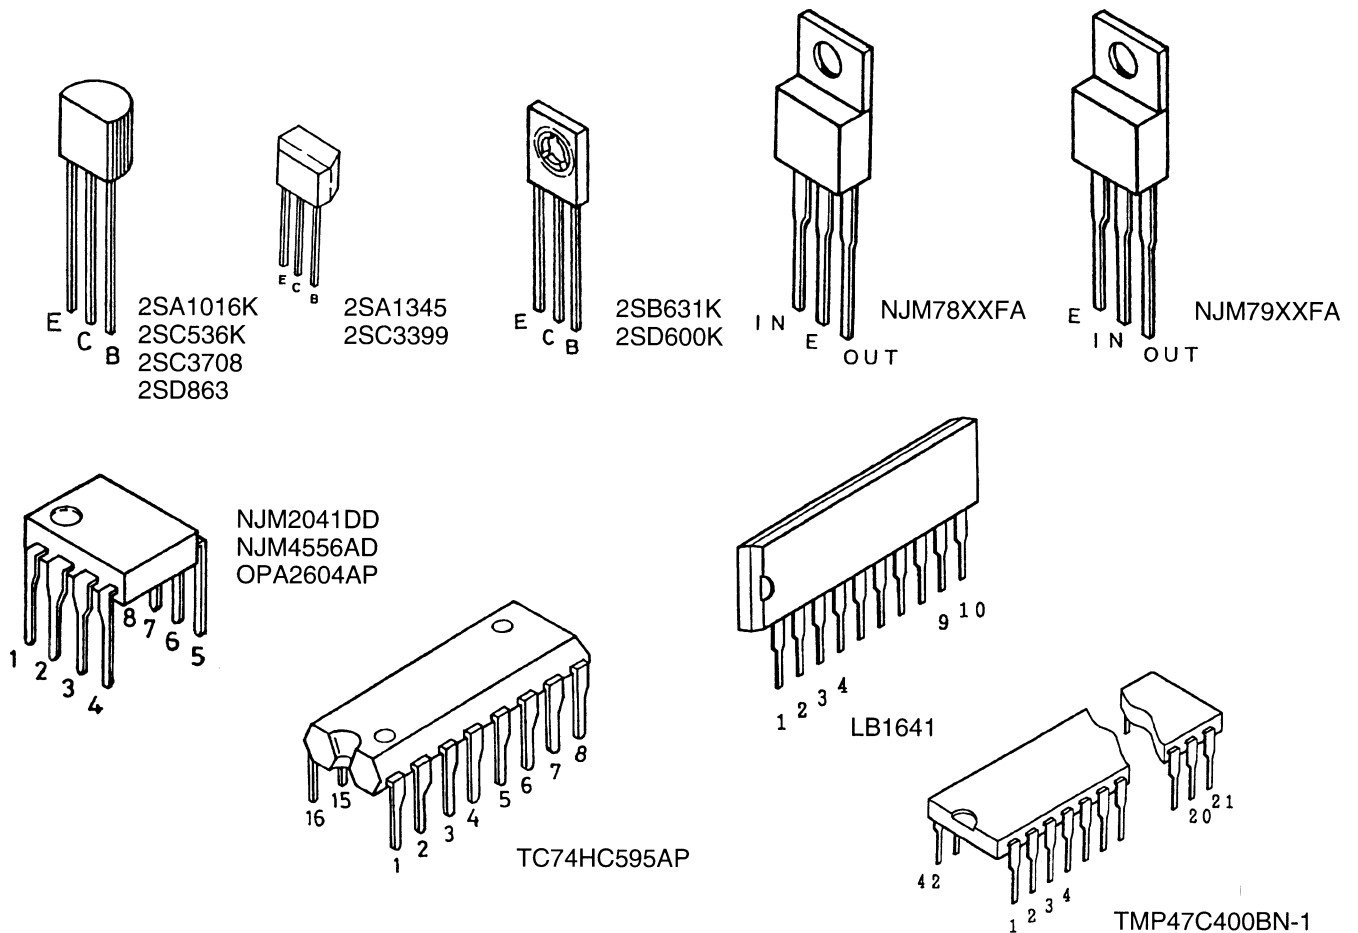 E
C
B
2SA1016K
2SC536K
2SC3708
2SD863
E
C
B
2SA1345
2SC3399
E
C
B
2SB631K
2SD600K
IN
E
OUT
NJM78XXFA
E
IN
OUT
NJM79XXFA
1
2
3
4
8
7
6
5
NJM2041DD
NJM4556AD
OPA2604AP
16
15
1
2
3
4
5
6
7
8
TC74HC595AP
1
2
3
4
9
10
LB1641
42
1
2
3
4
20
21
TMP47C400BN-1